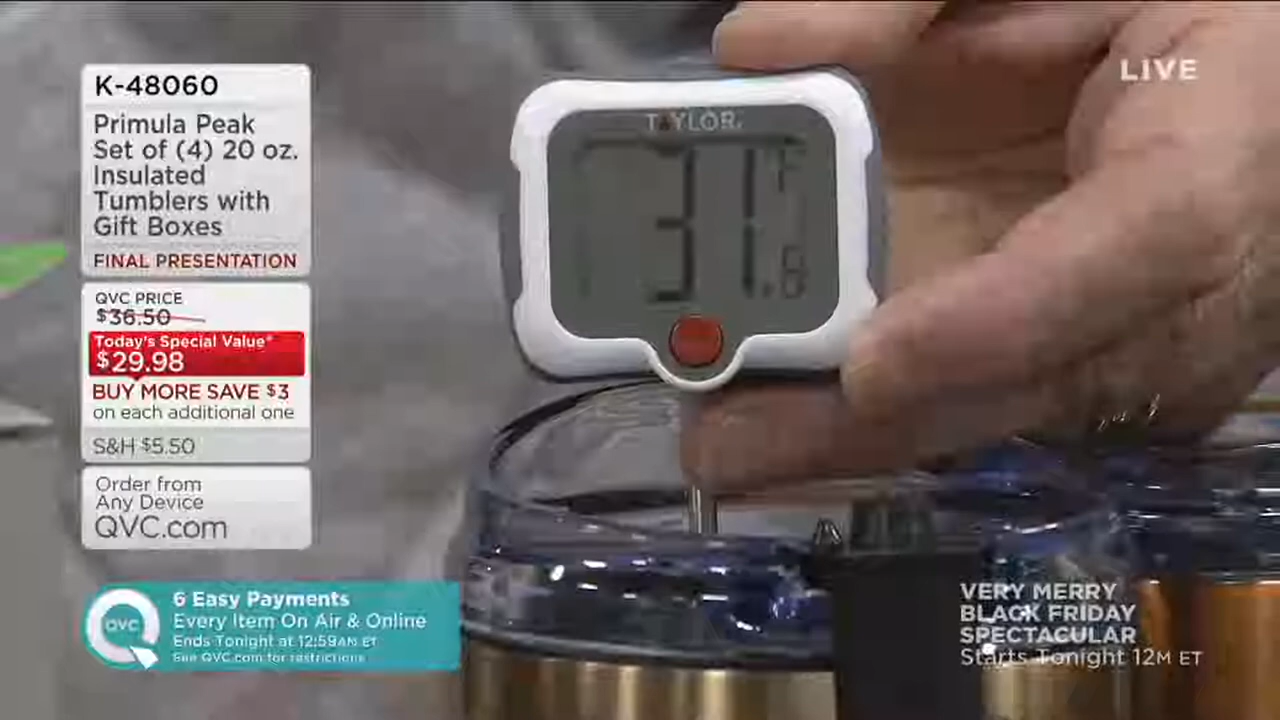 K-48060
Primula Peak
Set of (4) 20 oz.
Insulated
Tumblers with
Gift Boxes
FINAL PRESENTATION
QVC PRICE
$36.50
Today's Special Value*
$29.98
BUY MORE SAVE $3
on each additional one
S&H $5.50
Order from
Any Device
QVC.com
QVC
6 Easy Payments
Every Item On Air & Online
Ends Tonight at 12:59AM ET
See QVC.com for restrictions
TAYLOR
31.8 °F
LIVE
VERY MERRY
BLACK FRIDAY
SPECTACULAR
Starts Tonight 12M ET